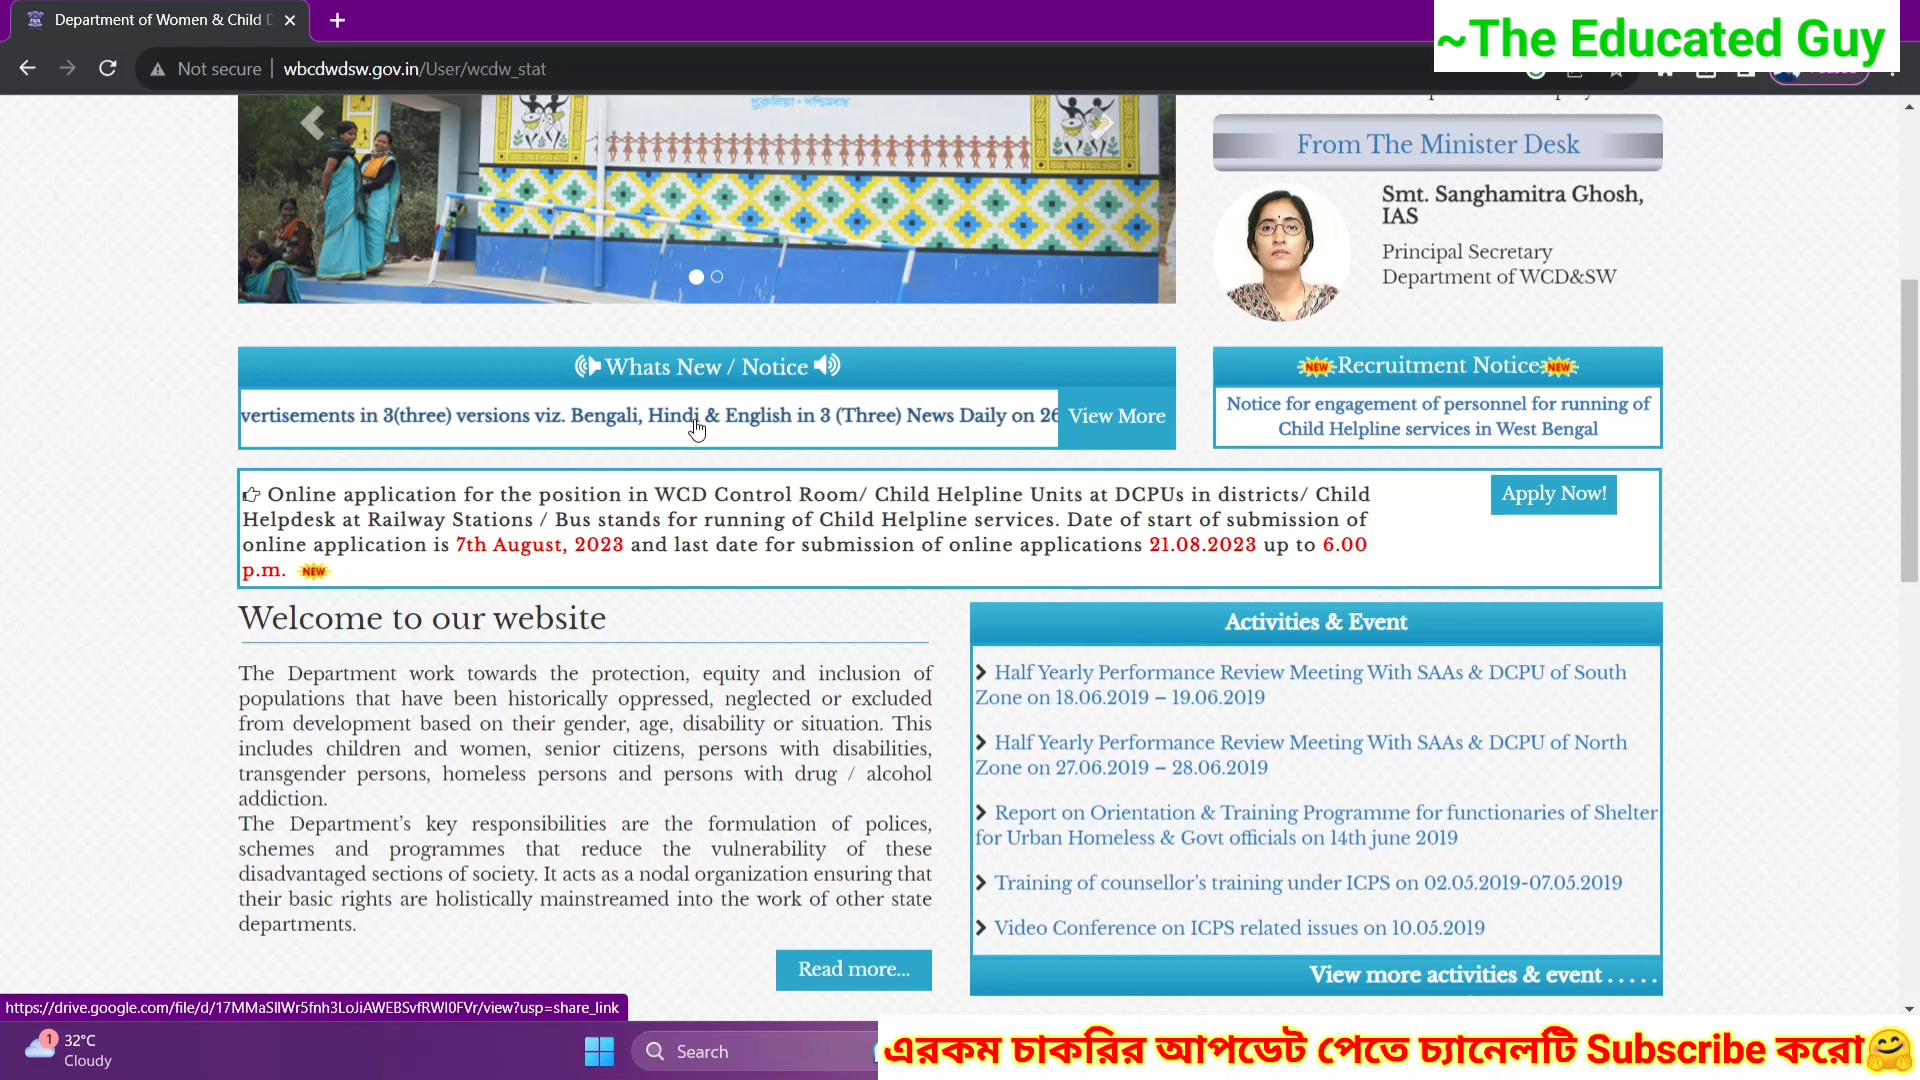 Department of Women & Child D
~The Educated Guy
Not secure
wbcdwdsw.gov.in/User/wcdw_stat
পুরুলিয়া • পশ্চিমবঙ্গ
From The Minister Desk
Smt. Sanghamitra Ghosh,
IAS
Principal Secretary
Department of WCD&SW
Whats New / Notice
NEW Recruitment Notice NEW
vertisements in 3(three) versions viz. Bengali, Hindi & English in 3 (Three) News Daily on 26
View More
Notice for engagement of personnel for running of
Child Helpline services in West Bengal
Online application for the position in WCD Control Room/ Child Helpline Units at DCPUs in districts/ Child
Helpdesk at Railway Stations / Bus stands for running of Child Helpline services. Date of start of submission of
online application is 7th August, 2023 and last date for submission of online applications 21.08.2023 up to 6.00
p.m. NEW
Apply Now!
Welcome to our website
The Department work towards the protection, equity and inclusion of
populations that have been historically oppressed, neglected or excluded
from development based on their gender, age, disability or situation. This
includes children and women, senior citizens, persons with disabilities,
transgender persons, homeless persons and persons with drug / alcohol
addiction.
The Department's key responsibilities are the formulation of polices,
schemes and programmes that reduce the vulnerability of these
disadvantaged sections of society. It acts as a nodal organization ensuring that
their basic rights are holistically mainstreamed into the work of other state
departments.
Read more...
Activities & Event
Half Yearly Performance Review Meeting With SAAs & DCPU of South
Zone on 18.06.2019 – 19.06.2019
Half Yearly Performance Review Meeting With SAAs & DCPU of North
Zone on 27.06.2019 – 28.06.2019
Report on Orientation & Training Programme for functionaries of Shelter
for Urban Homeless & Govt officials on 14th june 2019
Training of counsellor's training under ICPS on 02.05.2019-07.05.2019
Video Conference on ICPS related issues on 10.05.2019
View more activities & event . . . . .
https://drive.google.com/file/d/17MMaSIlWr5fnh3LoJiAWEBSvfRWI0FVr/view?usp=share_link
1
32°C
Cloudy
Search
এরকম চাকরির আপডেট পেতে চ্যানেলটি Subscribe করো🤗